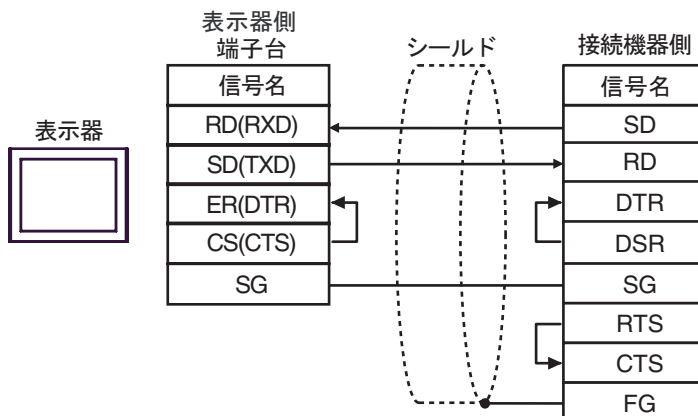 表示器側
端子台
シールド
接続機器側
表示器
信号名
RD(RXD)
SD(TXD)
ER(DTR)
CS(CTS)
SG
信号名
SD
RD
DTR
DSR
SG
RTS
CTS
FG